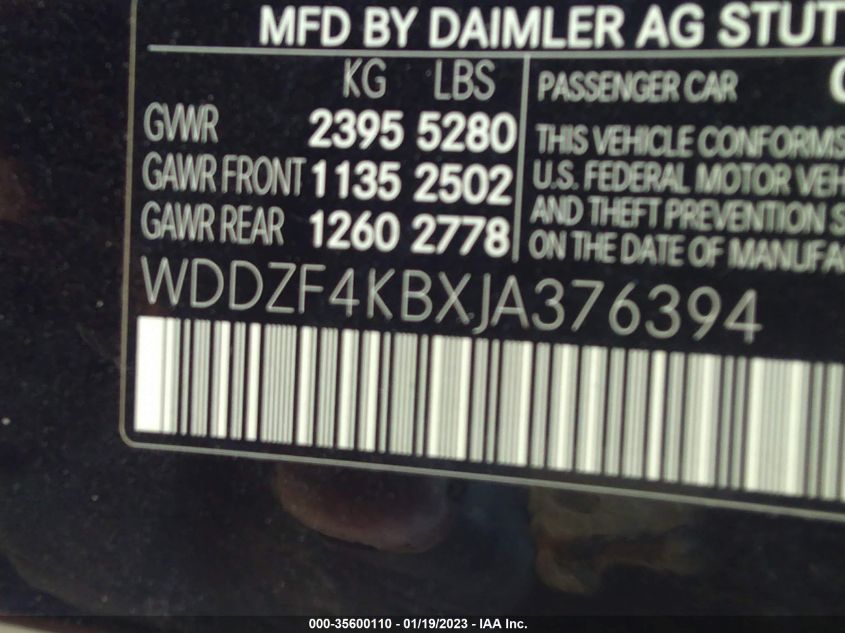 MFD BY DAIMLER AG STUT
KG LBS
GVWR 2395 5280
GAWR FRONT 1135 2502
GAWR REAR 1260 2778
PASSENGER CAR
THIS VEHICLE CONFORMS
U.S. FEDERAL MOTOR VEH
AND THEFT PREVENTION S
ON THE DATE OF MANUFA
WDDZF4KBXJA376394
000-35600110 - 01/19/2023 - IAA Inc.